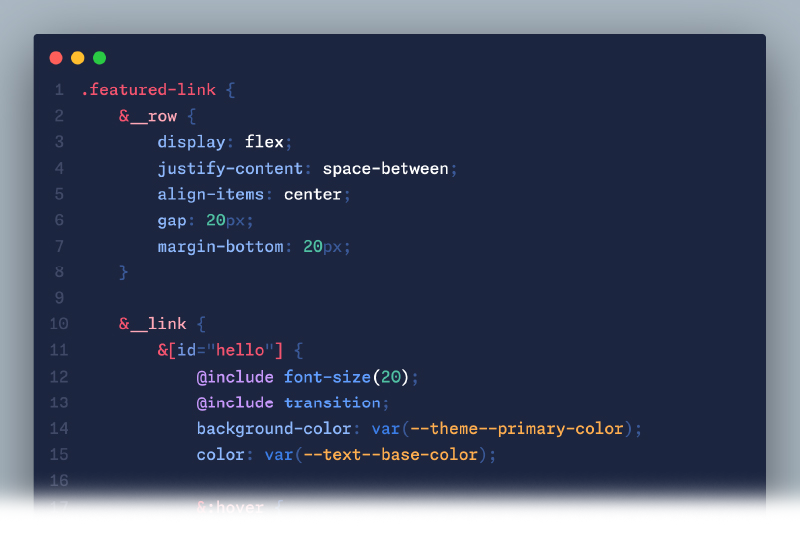 1 .featured-link {
2     &__row {
3         display: flex;
4         justify-content: space-between;
5         align-items: center;
6         gap: 20px;
7         margin-bottom: 20px;
8     }
9
10     &__link {
11         &[id="hello"] {
12             @include font-size(20);
13             @include transition;
14             background-color: var(--theme--primary-color);
15             color: var(--text--base-color);
16
17             &:hover {